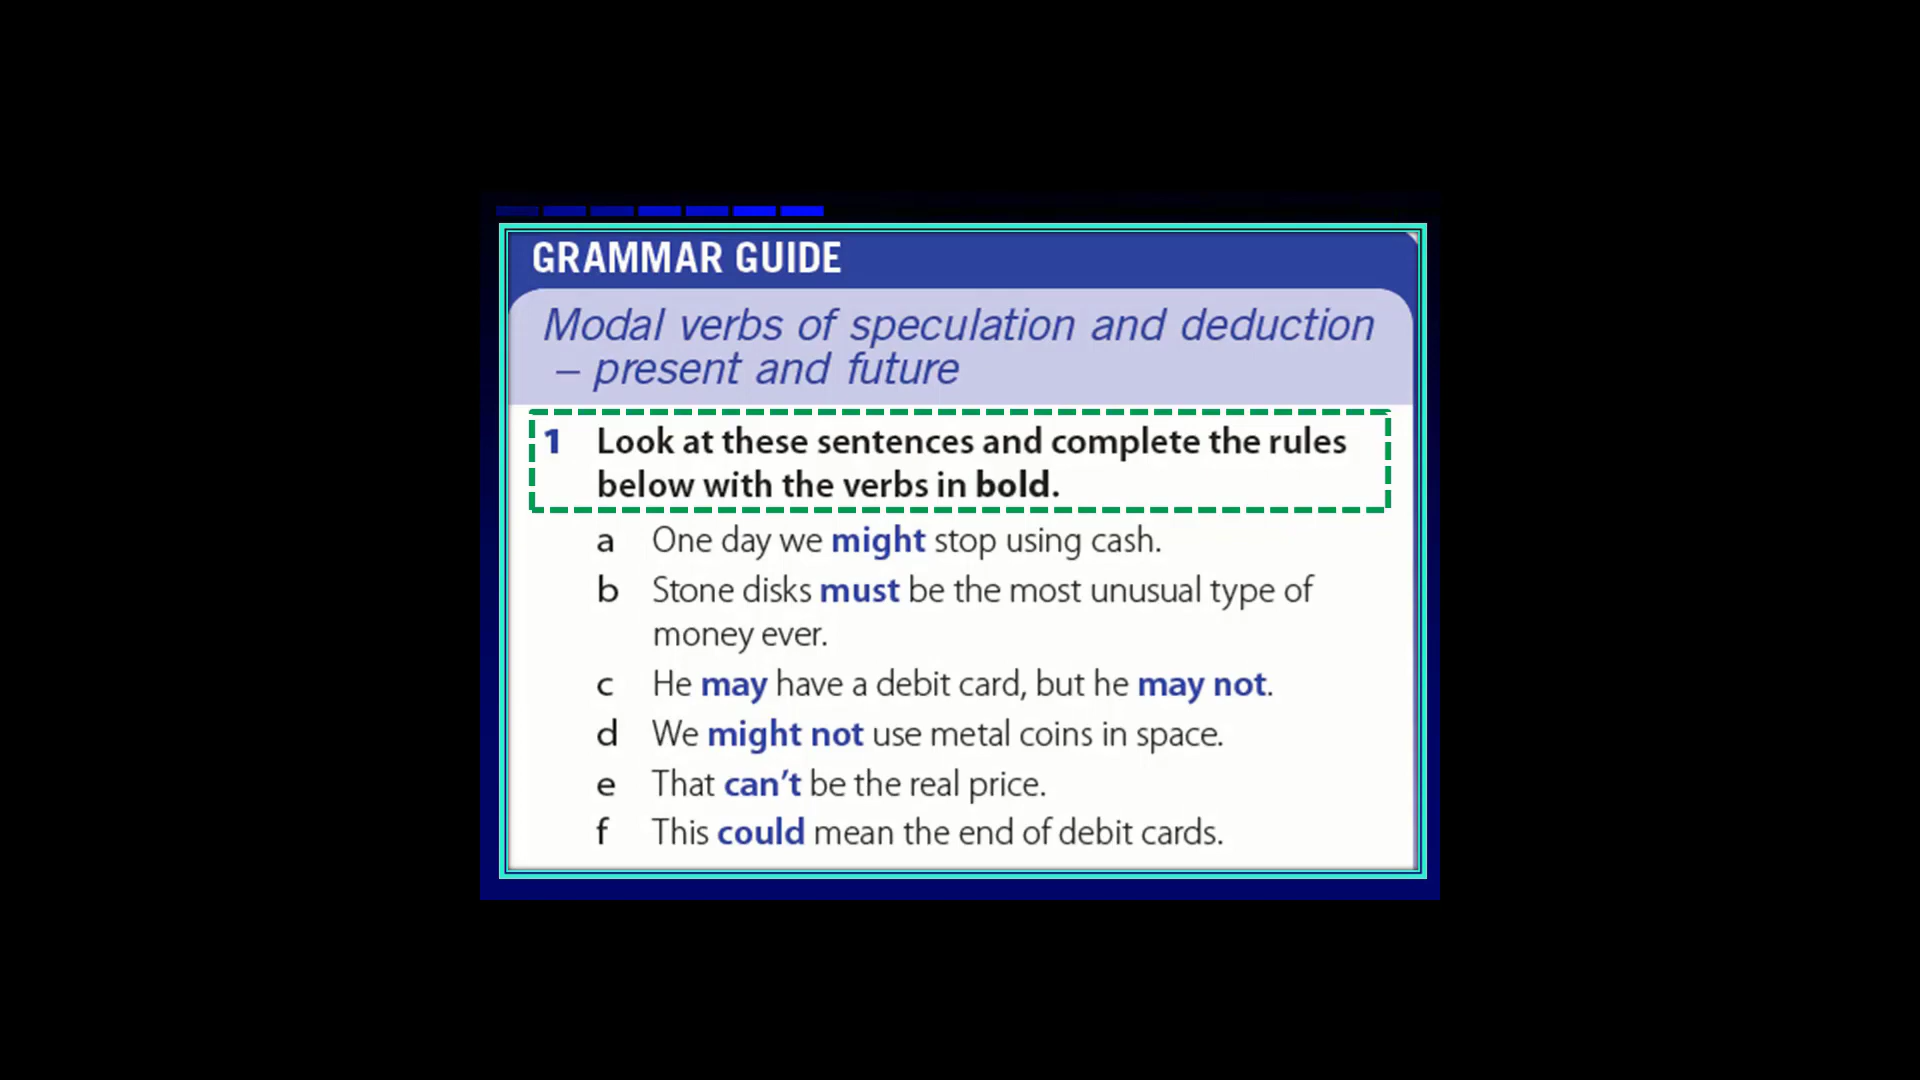 GRAMMAR GUIDE
Modal verbs of speculation and deduction
– present and future
1 Look at these sentences and complete the rules
below with the verbs in bold.
a One day we might stop using cash.
b Stone disks must be the most unusual type of
money ever.
c He may have a debit card, but he may not.
d We might not use metal coins in space.
e That can’t be the real price.
f This could mean the end of debit cards.